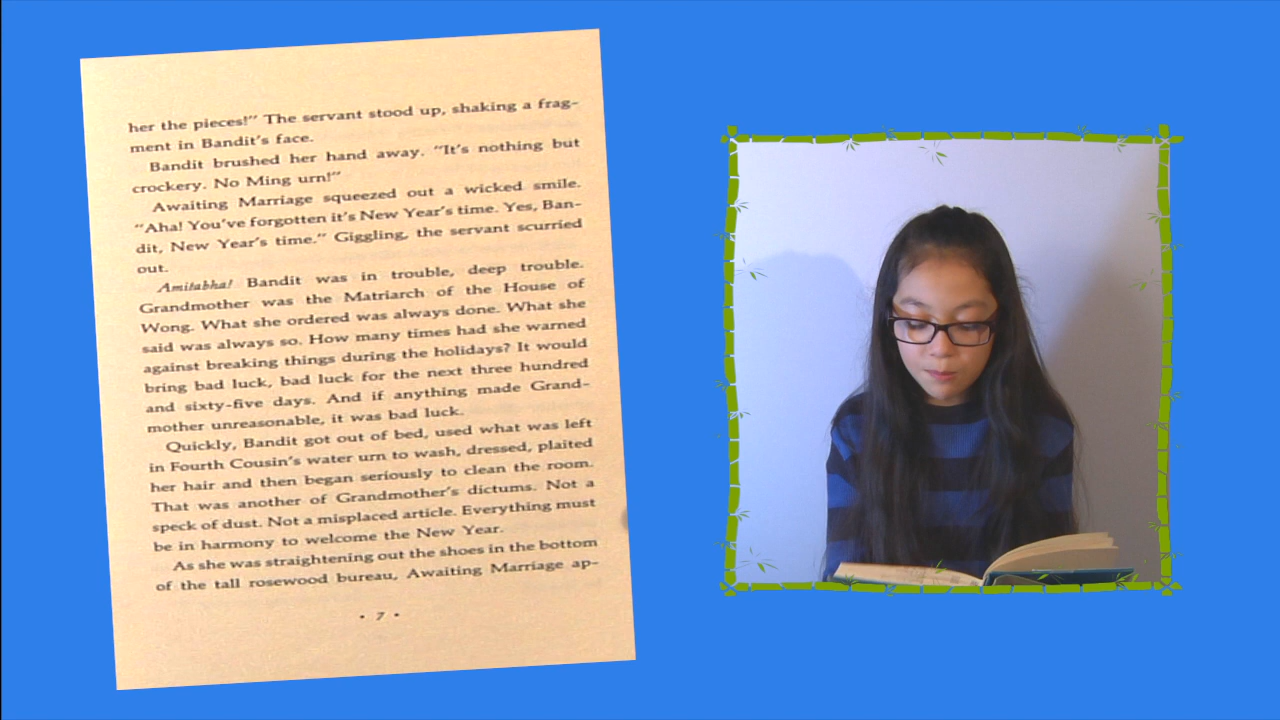 her the pieces!" The servant stood up, shaking a frag-
ment in Bandit's face.
Bandit brushed her hand away. "It's nothing but
crockery. No Ming urn!"
Awaiting Marriage squeezed out a wicked smile.
"Aha! You've forgotten it's New Year's time. Yes, Ban-
dit, New Year's time." Giggling, the servant scurried
out.
Amitabha! Bandit was in trouble, deep trouble.
Grandmother was the Matriarch of the House of
Wong. What she ordered was always done. What she
said was always so. How many times had she warned
against breaking things during the holidays? It would
bring bad luck, bad luck for the next three hundred
and sixty-five days. And if anything made Grand-
mother unreasonable, it was bad luck.
Quickly, Bandit got out of bed, used what was left
in Fourth Cousin's water urn to wash, dressed, plaited
her hair and then began seriously to clean the room.
That was another of Grandmother's dictums. Not a
speck of dust. Not a misplaced article. Everything must
be in harmony to welcome the New Year.
As she was straightening out the shoes in the bottom
of the tall rosewood bureau, Awaiting Marriage ap-
• 7 •